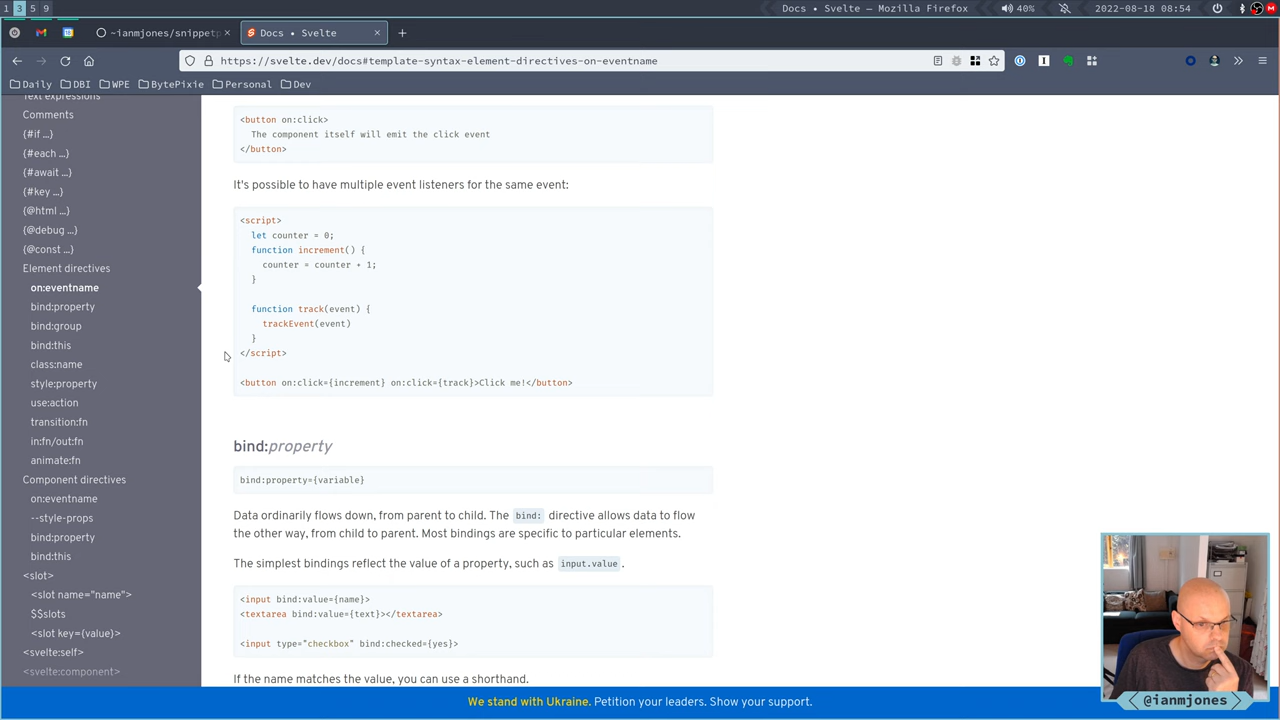 1 3 5 9
Docs • Svelte — Mozilla Firefox
40%
2022-08-18 08:54
~ianmjones/snippetp
Docs • Svelte
https://svelte.dev/docs#template-syntax-element-directives-on-eventname
Daily
DBI
WPE
BytePixie
Personal
Dev
Text expressions
Comments
{#if ...}
{#each ...}
{#await ...}
{#key ...}
{@html ...}
{@debug ...}
{@const ...}
Element directives
on:eventname
bind:property
bind:group
bind:this
class:name
style:property
use:action
transition:fn
in:fn/out:fn
animate:fn
Component directives
on:eventname
--style-props
bind:property
bind:this
<slot>
<slot name="name">
$$slots
<slot key={value}>
<svelte:self>
<svelte:component>
<button on:click>
The component itself will emit the click event
</button>
It's possible to have multiple event listeners for the same event:
<script>
let counter = 0;
function increment() {
counter = counter + 1;
}
function track(event) {
trackEvent(event)
}
</script>
<button on:click={increment} on:click={track}>Click me!</button>
bind:property
bind:property={variable}
Data ordinarily flows down, from parent to child. The bind: directive allows data to flow
the other way, from child to parent. Most bindings are specific to particular elements.
The simplest bindings reflect the value of a property, such as input.value .
<input bind:value={name}>
<textarea bind:value={text}></textarea>
<input type="checkbox" bind:checked={yes}>
If the name matches the value, you can use a shorthand.
We stand with Ukraine. Petition your leaders. Show your support.
@ianmjones